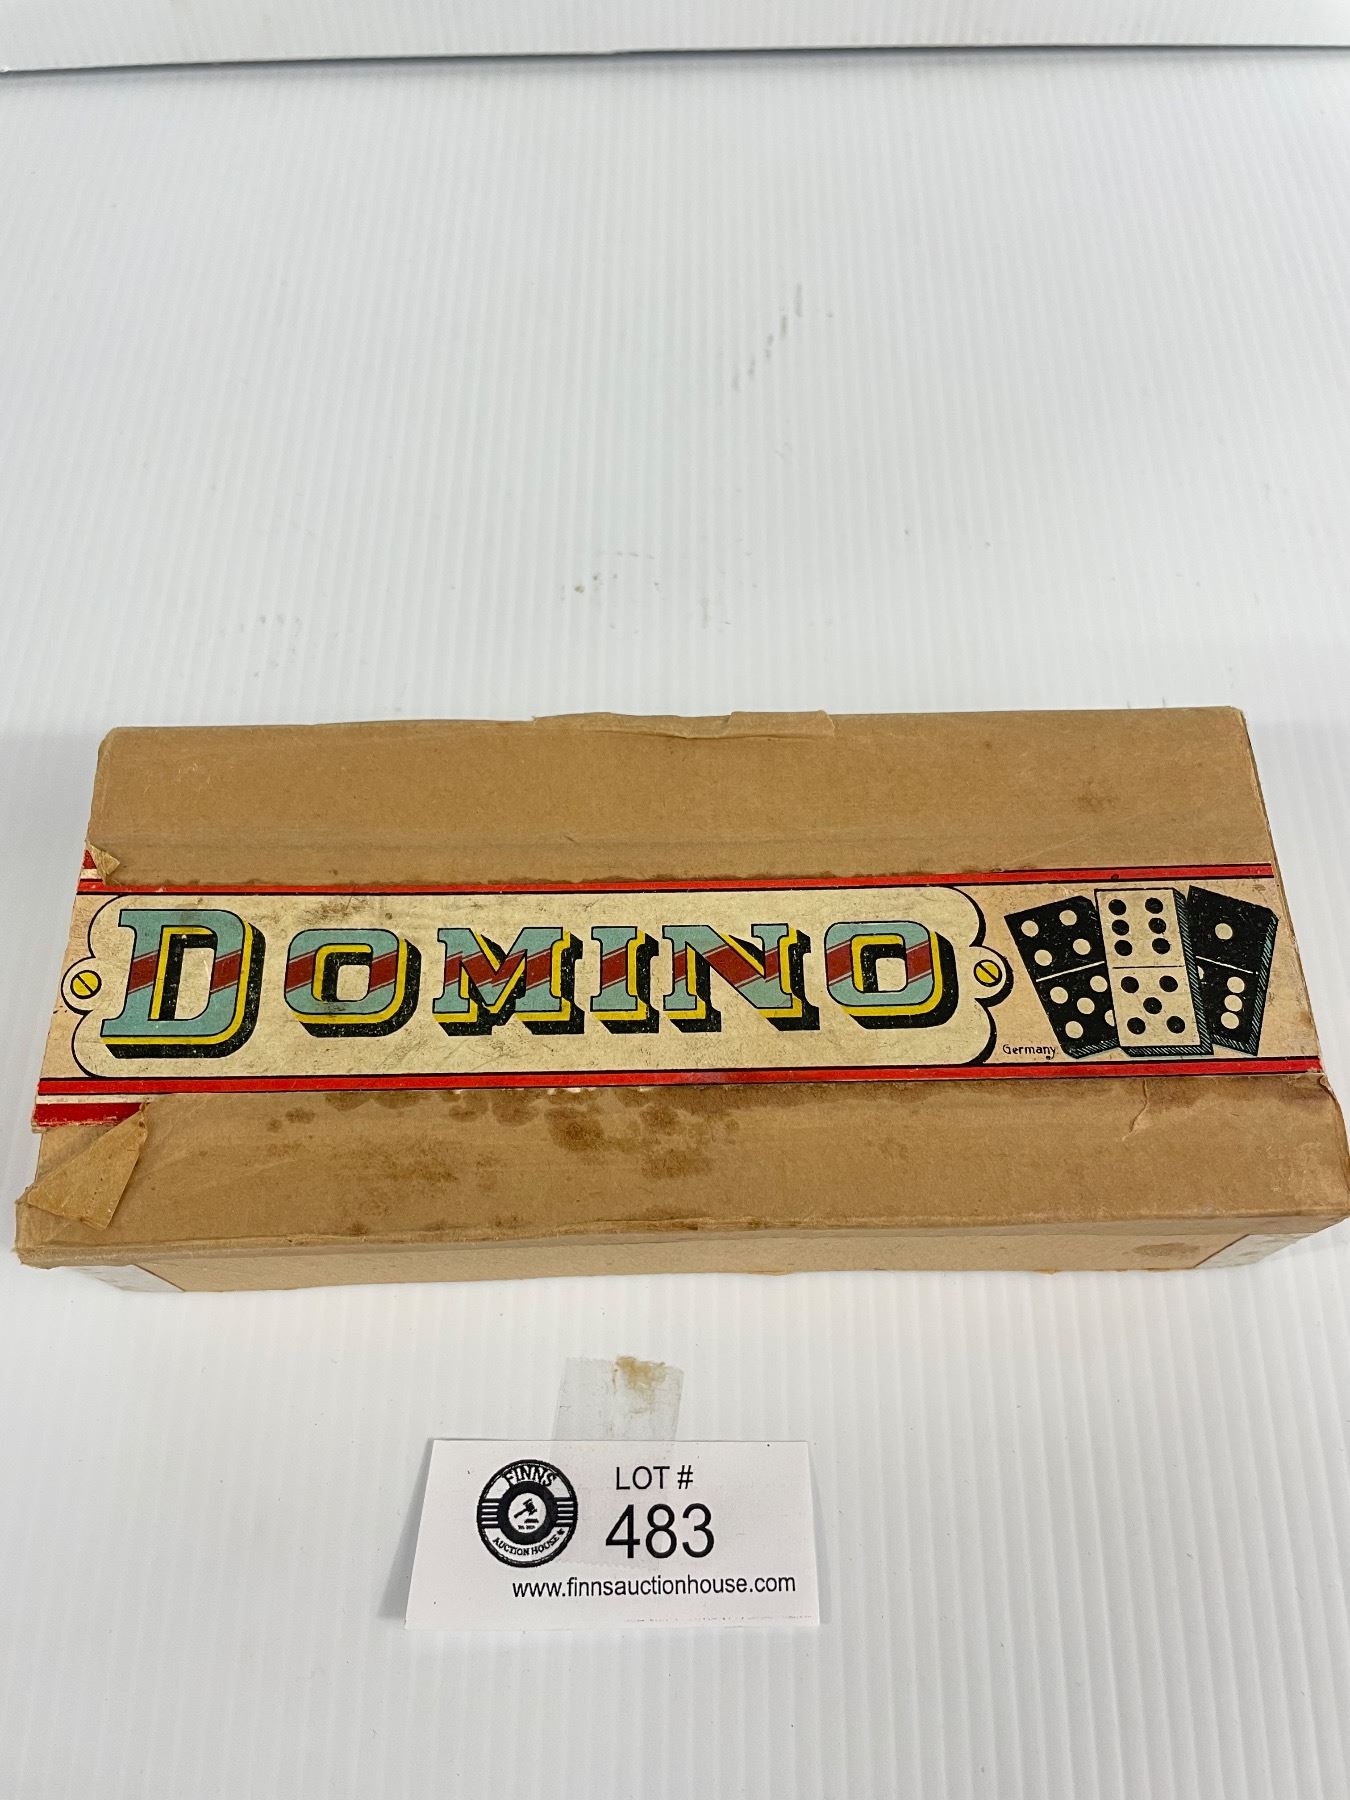 DOMINO
Germany.
FINNS
AUCTION HOUSE
LOT #
483
www.finnsauctionhouse.com